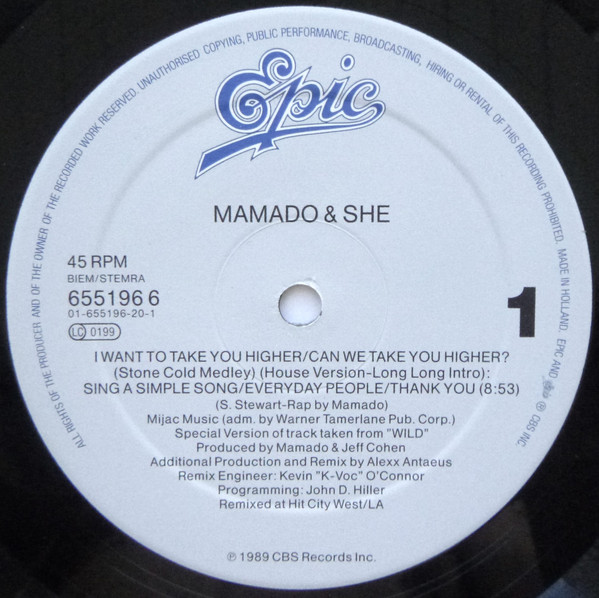 ALL RIGHTS OF THE PRODUCER AND OF THE OWNER OF THE RECORDED WORK RESERVED. UNAUTHORISED COPYING, PUBLIC PERFORMANCE, BROADCASTING, HIRING OR RENTAL OF THIS RECORDING PROHIBITED. MADE IN HOLLAND. EPIC AND ARE ® CBS INC.
Epic
MAMADO & SHE
45 RPM
BIEM/STEMRA
655196 6
01-655196-20-1
LC 0199
1
I WANT TO TAKE YOU HIGHER/CAN WE TAKE YOU HIGHER?
(Stone Cold Medley) (House Version-Long Long Intro):
SING A SIMPLE SONG/EVERYDAY PEOPLE/THANK YOU (8:53)
(S. Stewart-Rap by Mamado)
Mijac Music (adm. by Warner Tamerlane Pub. Corp.)
Special Version of track taken from "WILD"
Produced by Mamado & Jeff Cohen
Additional Production and Remix by Alexx Antaeus
Remix Engineer: Kevin "K-Voc" O'Connor
Programming: John D. Hiller
Remixed at Hit City West/LA
℗ 1989 CBS Records Inc.